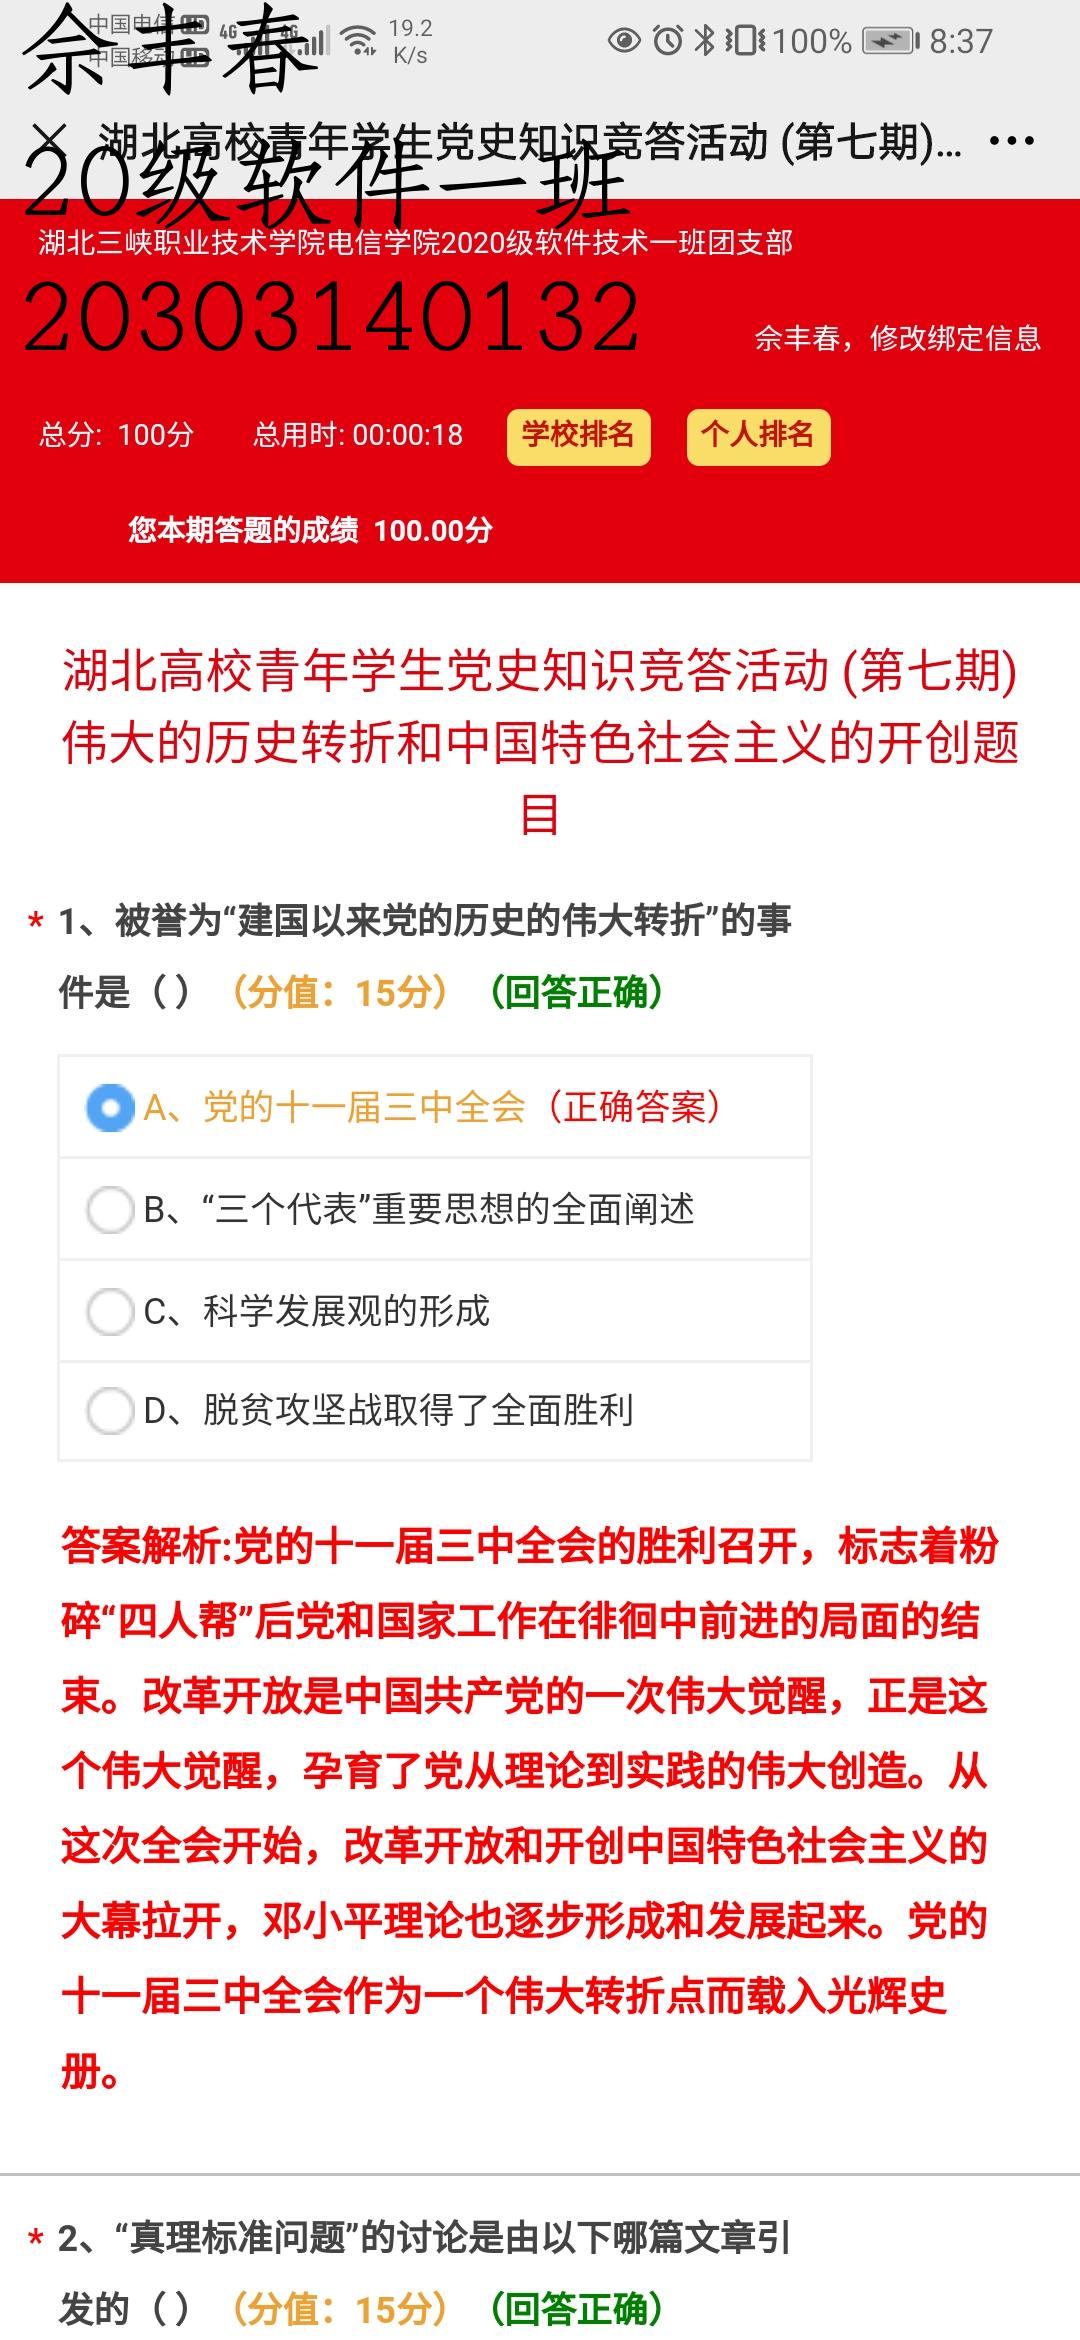 中国电信 HD 4G 4G 19.2 K/s 100% 8:37
中国移动 HD
佘丰春
湖北高校青年学生党史知识竞答活动 (第七期)... 
20级软件一班
湖北三峡职业技术学院电信学院2020级软件技术一班团支部
20303140132
佘丰春，修改绑定信息
总分: 100分 总用时: 00:00:18 学校排名 个人排名
您本期答题的成绩 100.00分
湖北高校青年学生党史知识竞答活动 (第七期)
伟大的历史转折和中国特色社会主义的开创题
目
* 1、被誉为“建国以来党的历史的伟大转折”的事
件是（ ）（分值：15分）（回答正确）
A、党的十一届三中全会（正确答案）
B、“三个代表”重要思想的全面阐述
C、科学发展观的形成
D、脱贫攻坚战取得了全面胜利
答案解析:党的十一届三中全会的胜利召开，标志着粉
碎“四人帮”后党和国家工作在徘徊中前进的局面的结
束。改革开放是中国共产党的一次伟大觉醒，正是这
个伟大觉醒，孕育了党从理论到实践的伟大创造。从
这次全会开始，改革开放和开创中国特色社会主义的
大幕拉开，邓小平理论也逐步形成和发展起来。党的
十一届三中全会作为一个伟大转折点而载入光辉史
册。
* 2、“真理标准问题”的讨论是由以下哪篇文章引
发的（ ）（分值：15分）（回答正确）